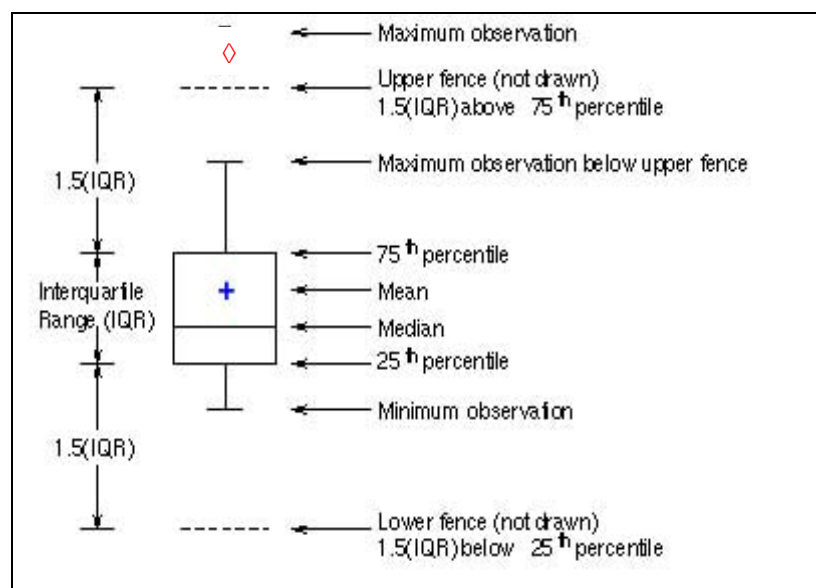 Maximum observation
Upper fence (not drawn)
1.5(IQR) above 75th percentile
Maximum observation below upper fence
1.5(IQR)
75th percentile
Interquartile
Range (IQR)
Mean
Median
25th percentile
Minimum observation
1.5(IQR)
Lower fence (not drawn)
1.5(IQR) below 25th percentile